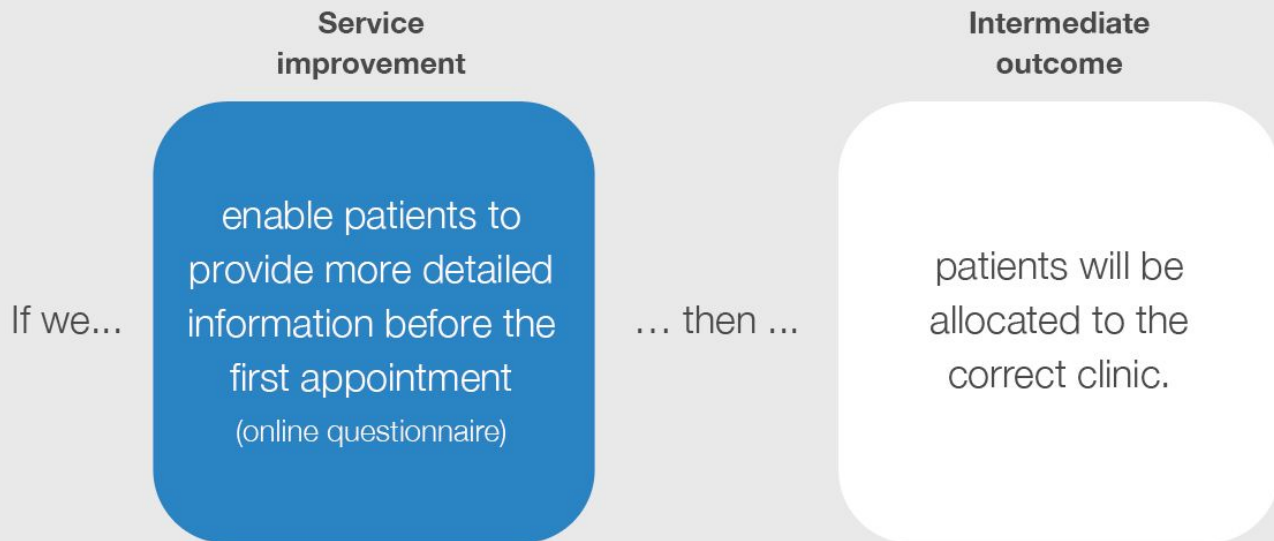 Service
improvement
Intermediate
outcome
If we...
enable patients to
provide more detailed
information before the
first appointment
(online questionnaire)
... then ...
patients will be
allocated to the
correct clinic.